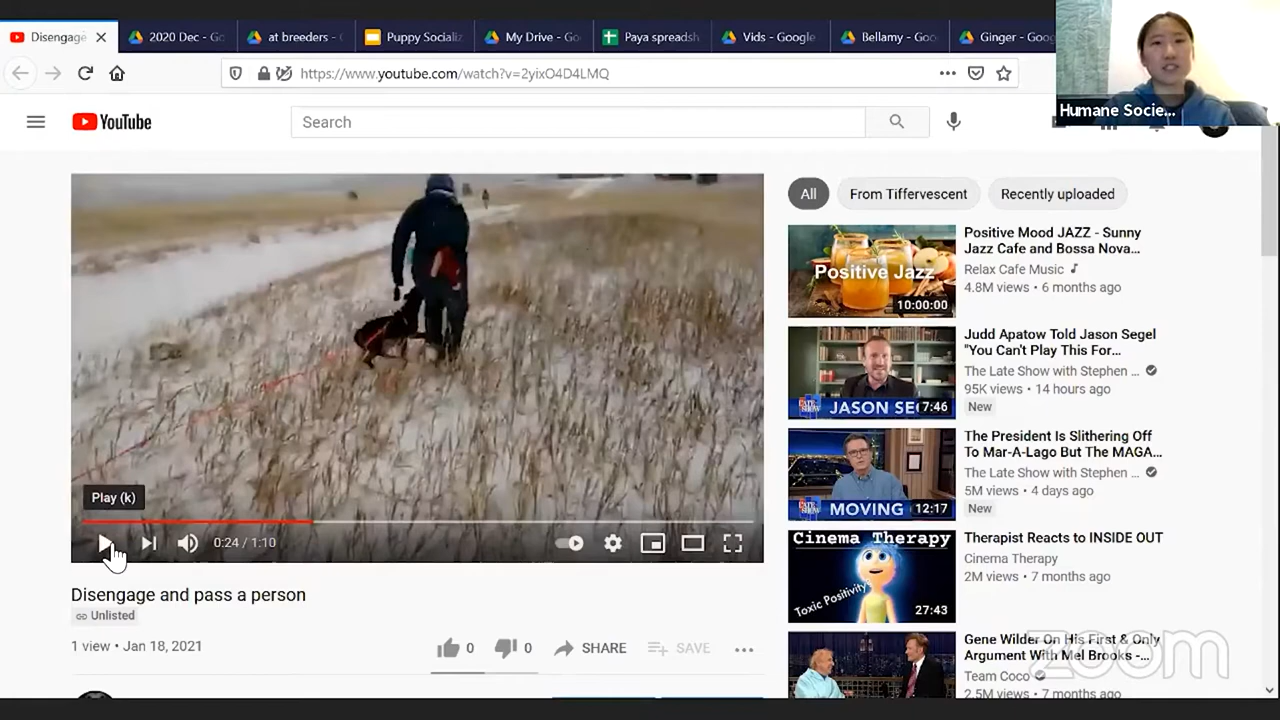 Disengage
2020 Dec - Go
at breeders - G
Puppy Sociali
My Drive - Go
Paya spreadsh
Vids - Google
Bellamy - Goo
Ginger - Goo
https://www.youtube.com/watch?v=2yixO4D4LMQ
Humane Socie...
YouTube
Search
All
From Tiffervescent
Recently uploaded
Positive Jazz
10:00:00
Positive Mood JAZZ - Sunny
Jazz Cafe and Bossa Nova...
Relax Cafe Music
4.8M views • 6 months ago
LATE SHOW
JASON SE
7:46
Judd Apatow Told Jason Segel
"You Can't Play This For...
The Late Show with Stephen ...
95K views • 14 hours ago
New
LATE SHOW
MOVING
12:17
The President Is Slithering Off
To Mar-A-Lago But The MAGA...
The Late Show with Stephen ...
5M views • 4 days ago
New
Play (k)
0:24 / 1:10
Cinema Therapy
Toxic Positivity?
27:43
Therapist Reacts to INSIDE OUT
Cinema Therapy
2M views • 7 months ago
Disengage and pass a person
Unlisted
1 view • Jan 18, 2021
0
0
SHARE
SAVE
Gene Wilder On His First & Only
Argument With Mel Brooks -...
Team Coco
2.5M views • 7 months ago
zoom